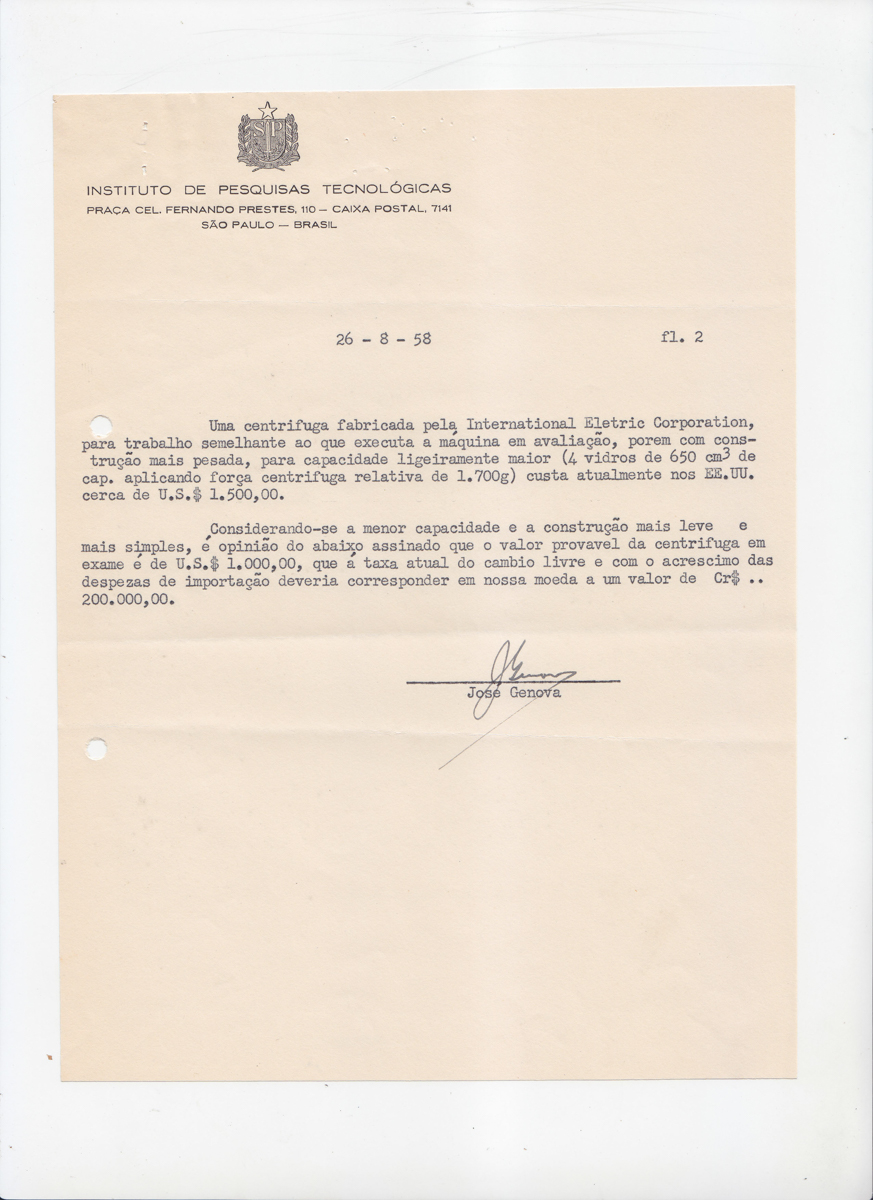 SP
INSTITUTO DE PESQUISAS TECNOLÓGICAS
PRAÇA CEL. FERNANDO PRESTES, 110 — CAIXA POSTAL, 7141
SÃO PAULO — BRASIL
26 - 8 - 58 fl. 2
Uma centrifuga fabricada pela International Eletric Corporation,
para trabalho semelhante ao que executa a máquina em avaliação, porem com cons-
trução mais pesada, para capacidade ligeiramente maior (4 vidros de 650 cm3 de
cap. aplicando força centrifuga relativa de 1.700g) custa atualmente nos EE.UU.
cerca de U.S.$ 1.500,00.
Considerando-se a menor capacidade e a construção mais leve e
mais simples, é opinião do abaixo assinado que o valor provavel da centrifuga em
exame é de U.S.$ 1.000,00, que á taxa atual do cambio livre e com o acrescimo das
despezas de importação deveria corresponder em nossa moeda a um valor de Cr$ ..
200.000,00.
JGenova
José Genova